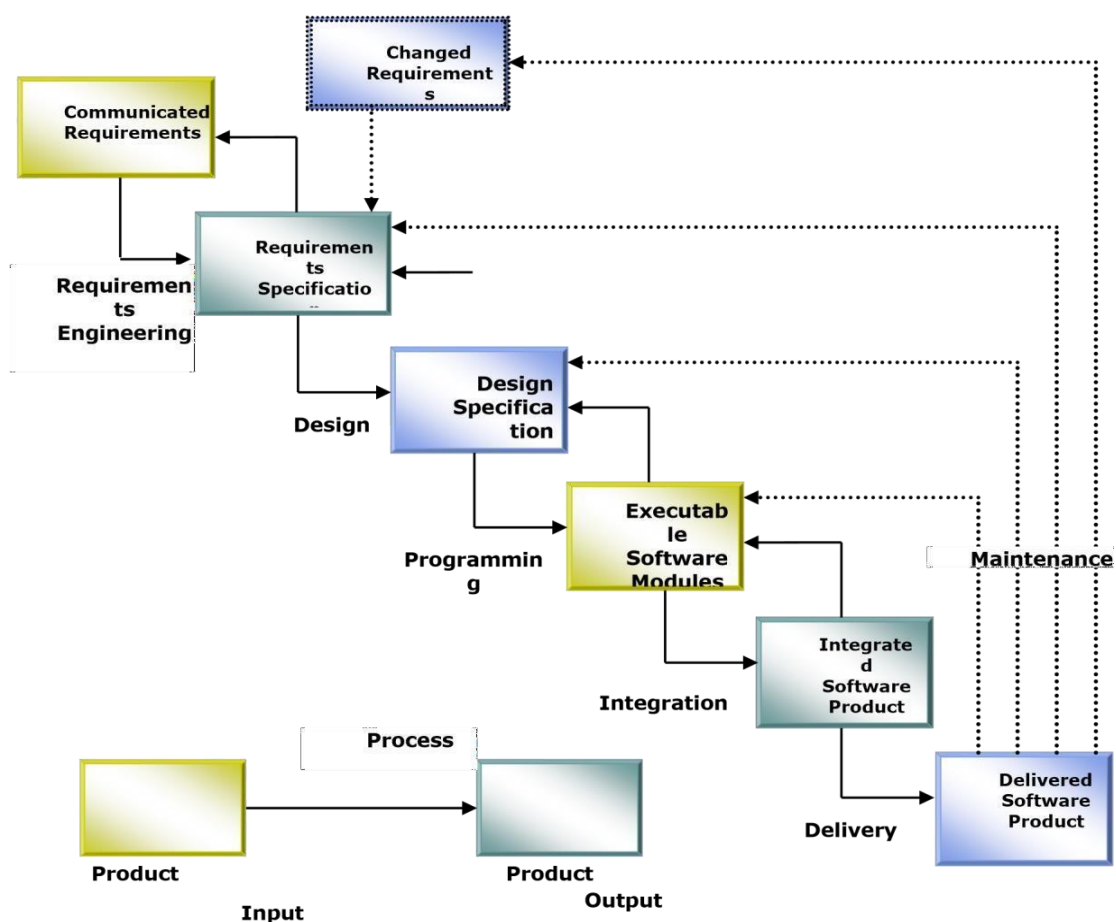 Changed
Requirement
s
Communicated
Requirements
Requiremen
ts
Specificatio
Requiremen
ts
Engineering
Design
Specifica
tion
Design
Executab
le
Software
Modules
Programmin
g
Maintenance
Integrate
d
Software
Product
Integration
Process
Delivered
Software
Product
Delivery
Product
Product
Output
Input